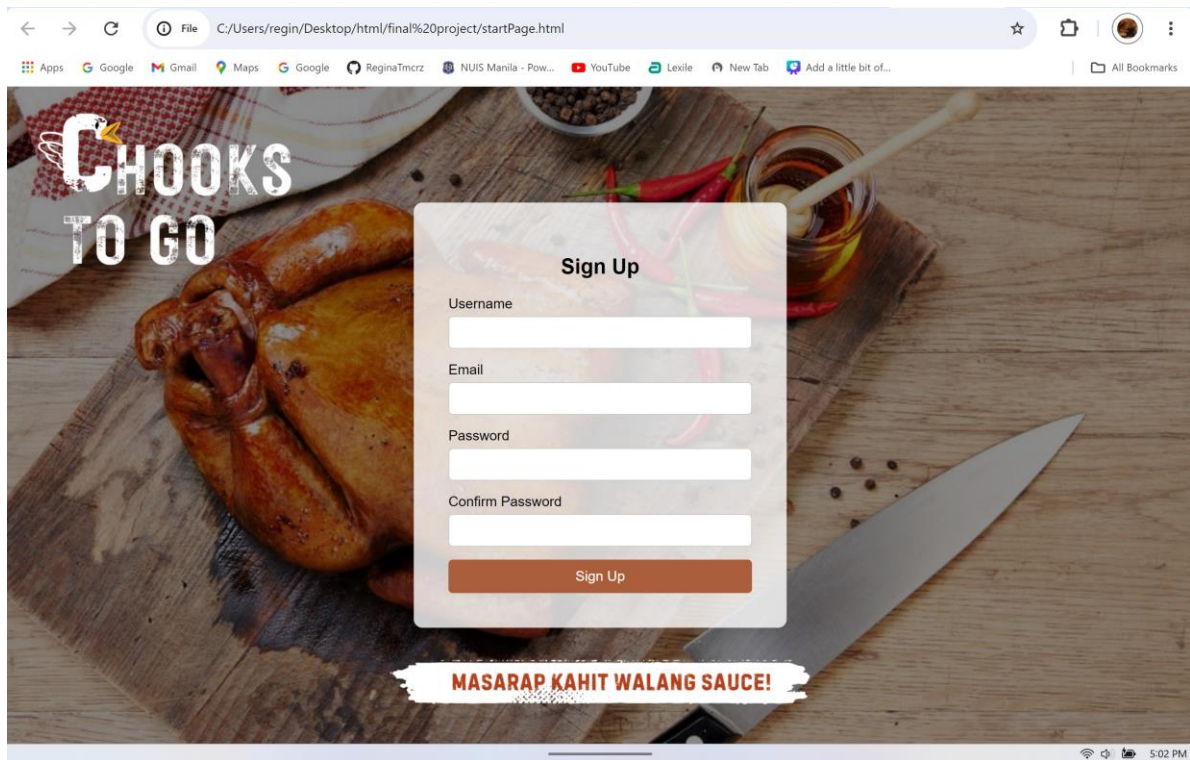 File
C:/Users/regin/Desktop/html/final%20project/startPage.html
Apps
Google
Gmail
Maps
Google
ReginaTmcrz
NUIS Manila - Pow...
YouTube
Lexile
New Tab
Add a little bit of...
All Bookmarks
CHOOKS
TO GO
Sign Up
Username
Email
Password
Confirm Password
Sign Up
MASARAP KAHIT WALANG SAUCE!
5:02 PM